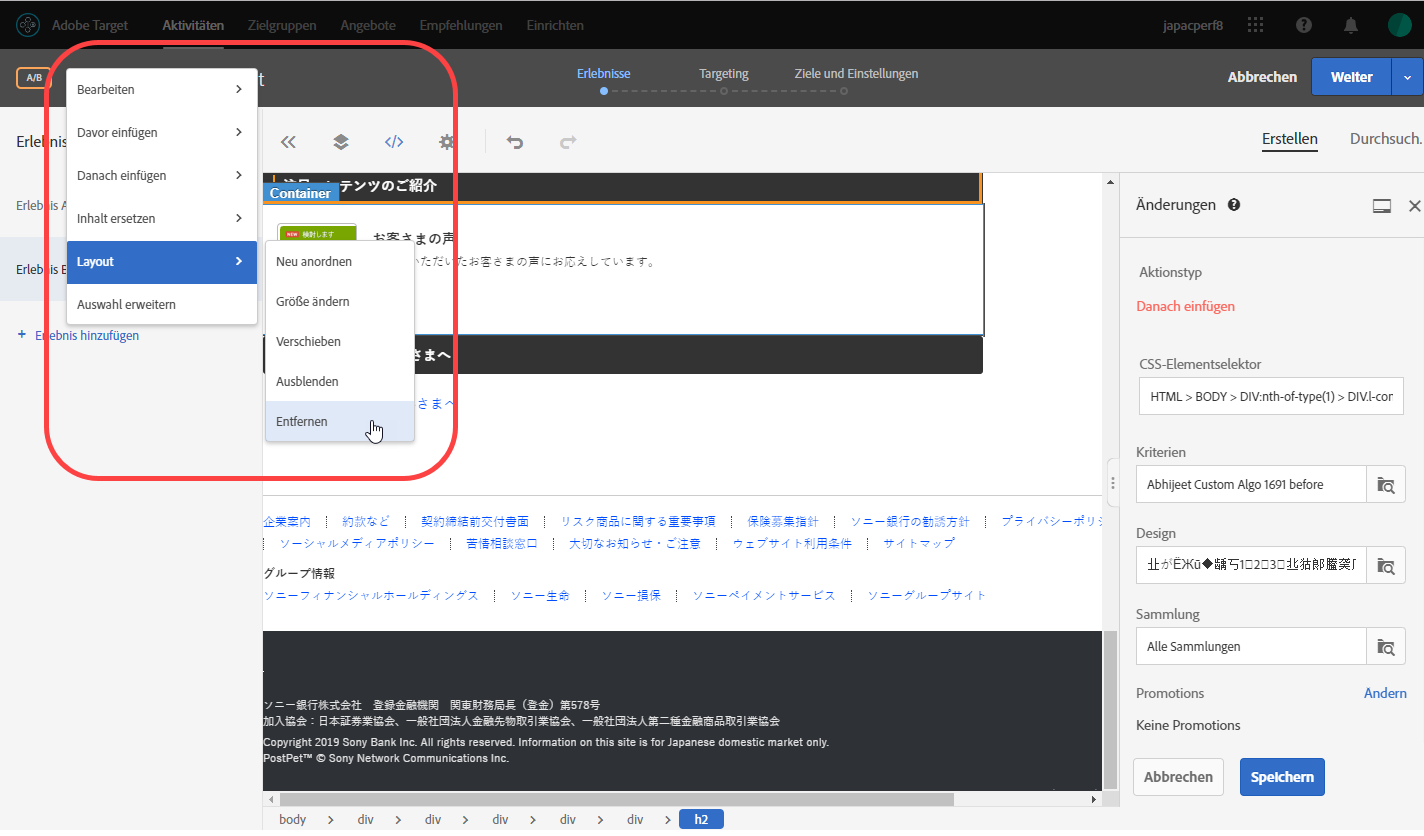 Adobe Target
Aktivitäten
Zielgruppen
Angebote
Empfehlungen
Einrichten
japacperf8
A/B
t
Erlebnisse
Targeting
Ziele und Einstellungen
Abbrechen
Weiter
Bearbeiten
Davor einfügen
Danach einfügen
Inhalt ersetzen
Layout
Auswahl erweitern
Erlebnis
Erlebnis A
Erlebnis B
+ Erlebnis hinzufügen
Neu anordnen
Größe ändern
Verschieben
Ausblenden
Entfernen
</>
Erstellen
Durchsuch.
Container
テンツのご紹介
NEW 検討します
お客さまの声
いただいたお客さまの声にお応えしています。
さまへ
さまへ
企業案内
約款など
契約締結前交付書面
リスク商品に関する重要事項
保険募集指針
ソニー銀行の勧誘方針
プライバシーポリシ
ソーシャルメディアポリシー
苦情相談窓口
大切なお知らせ・ご注意
ウェブサイト利用条件
サイトマップ
グループ情報
ソニーフィナンシャルホールディングス
ソニー生命
ソニー損保
ソニーペイメントサービス
ソニーグループサイト
ソニー銀行株式会社 登録金融機関 関東財務局長（登金）第578号
加入協会：日本証券業協会、一般社団法人金融先物取引業協会、一般社団法人第二種金融商品取引業協会
Copyright 2019 Sony Bank Inc. All rights reserved. Information on this site is for Japanese domestic market only.
PostPet™ © Sony Network Communications Inc.
body > div > div > div > div > div > h2
Änderungen
Aktionstyp
Danach einfügen
CSS-Elementselektor
HTML > BODY > DIV:nth-of-type(1) > DIV.l-con
Kriterien
Abhijeet Custom Algo 1691 before
Design
Sammlung
Alle Sammlungen
Promotions
Ändern
Keine Promotions
Abbrechen
Speichern